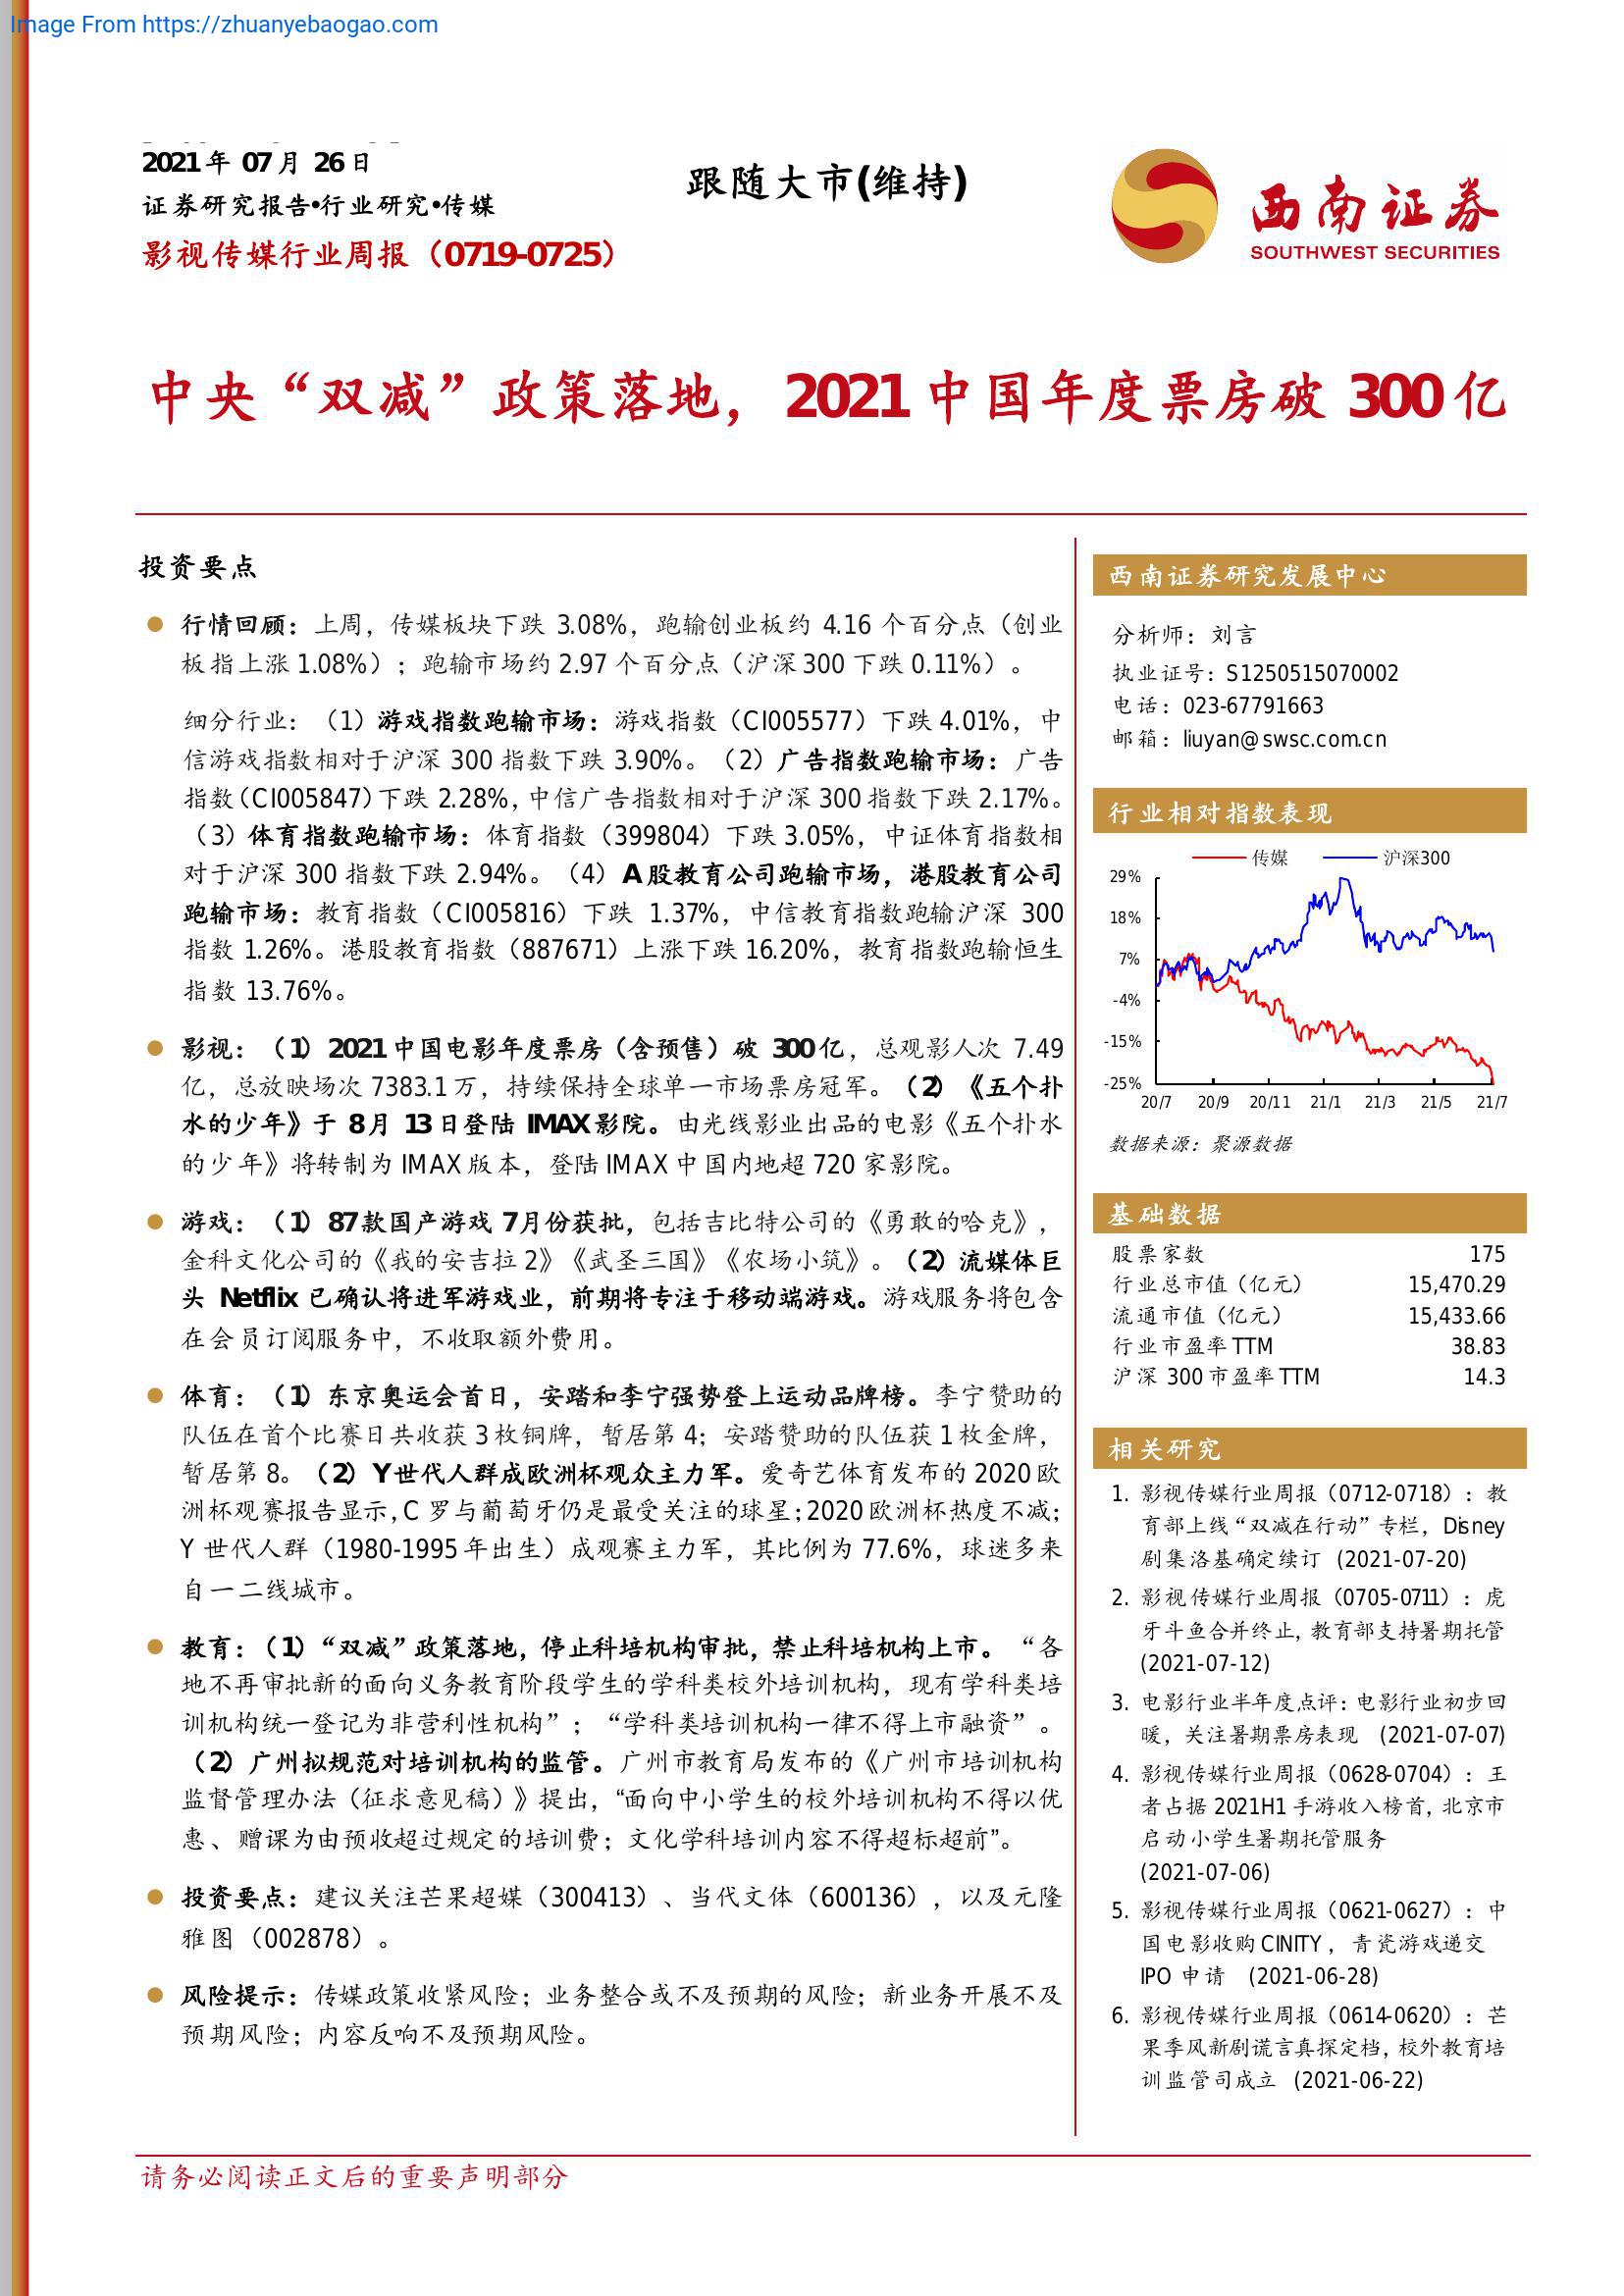 Image From https://zhuanyebaogao.com
2021年 07月 26日
证券研究报告•行业研究•传媒
影视传媒行业周报（0719-0725）
跟随大市(维持)
西南证券
SOUTHWEST SECURITIES
中央“双减”政策落地，2021中国年度票房破 300亿
投资要点
行情回顾：上周，传媒板块下跌 3.08%，跑输创业板约 4.16 个百分点（创业
板指上涨1.08%）；跑输市场约2.97个百分点（沪深300下跌0.11%）。
细分行业：（1）游戏指数跑输市场：游戏指数（CI005577）下跌4.01%，中
信游戏指数相对于沪深 300 指数下跌 3.90%。（2）广告指数跑输市场：广告
指数（CI005847）下跌 2.28%，中信广告指数相对于沪深300指数下跌2.17%。
（3）体育指数跑输市场：体育指数（399804）下跌3.05%，中证体育指数相
对于沪深 300 指数下跌 2.94%。（4）A股教育公司跑输市场，港股教育公司
跑输市场：教育指数（CI005816）下跌 1.37%，中信教育指数跑输沪深 300
指数 1.26%。港股教育指数（887671）上涨下跌16.20%，教育指数跑输恒生
指数 13.76%。
影视：（1）2021中国电影年度票房（含预售）破 300亿，总观影人次 7.49
亿，总放映场次 7383.1万，持续保持全球单一市场票房冠军。（2）《五个扑
水的少年》于 8月 13日登陆 IMAX影院。由光线影业出品的电影《五个扑水
的少年》将转制为IMAX版本，登陆IMAX中国内地超720 家影院。
游戏：（1）87款国产游戏 7月份获批，包括吉比特公司的《勇敢的哈克》，
金科文化公司的《我的安吉拉2》《武圣三国》《农场小筑》。（2）流媒体巨
头 Netflix 已确认将进军游戏业，前期将专注于移动端游戏。游戏服务将包含
在会员订阅服务中，不收取额外费用。
体育：（1）东京奥运会首日，安踏和李宁强势登上运动品牌榜。李宁赞助的
队伍在首个比赛日共收获3枚铜牌，暂居第4；安踏赞助的队伍获1枚金牌，
暂居第8。（2）Y世代人群成欧洲杯观众主力军。爱奇艺体育发布的2020欧
洲杯观赛报告显示，C 罗与葡萄牙仍是最受关注的球星；2020欧洲杯热度不减；
Y 世代人群（1980-1995年出生）成观赛主力军，其比例为77.6%，球迷多来
自一二线城市。
教育：（1）“双减”政策落地，停止科培机构审批，禁止科培机构上市。“各
地不再审批新的面向义务教育阶段学生的学科类校外培训机构，现有学科类培
训机构统一登记为非营利性机构”；“学科类培训机构一律不得上市融资”。
（2）广州拟规范对培训机构的监管。广州市教育局发布的《广州市培训机构
监督管理办法（征求意见稿）》提出，“面向中小学生的校外培训机构不得以优
惠、赠课为由预收超过规定的培训费；文化学科培训内容不得超标超前”。
投资要点：建议关注芒果超媒（300413）、当代文体（600136），以及元隆
雅图（002878）。
风险提示：传媒政策收紧风险；业务整合或不及预期的风险；新业务开展不及
预期风险；内容反响不及预期风险。
西南证券研究发展中心
分析师：刘言
执业证号：S1250515070002
电话：023-67791663
邮箱：liuyan@swsc.com.cn
行业相对指数表现
传媒 沪深300
29%
18%
7%
-4%
-15%
-25%
20/7 20/9 20/11 21/1 21/3 21/5 21/7
数据来源：聚源数据
基础数据
股票家数 175
行业总市值（亿元） 15,470.29
流通市值（亿元） 15,433.66
行业市盈率TTM 38.83
沪深 300市盈率TTM 14.3
相关研究
1. 影视传媒行业周报（0712-0718）：教
育部上线“双减在行动”专栏，Disney
剧集洛基确定续订 (2021-07-20)
2. 影视传媒行业周报（0705-0711）：虎
牙斗鱼合并终止，教育部支持暑期托管
(2021-07-12)
3. 电影行业半年度点评：电影行业初步回
暖，关注暑期票房表现 (2021-07-07)
4. 影视传媒行业周报（0628-0704）：王
者占据2021H1手游收入榜首，北京市
启动小学生暑期托管服务
(2021-07-06)
5. 影视传媒行业周报（0621-0627）：中
国电影收购CINITY，青瓷游戏递交
IPO申请 (2021-06-28)
6. 影视传媒行业周报（0614-0620）：芒
果季风新剧谎言真探定档，校外教育培
训监管司成立 (2021-06-22)
请务必阅读正文后的重要声明部分